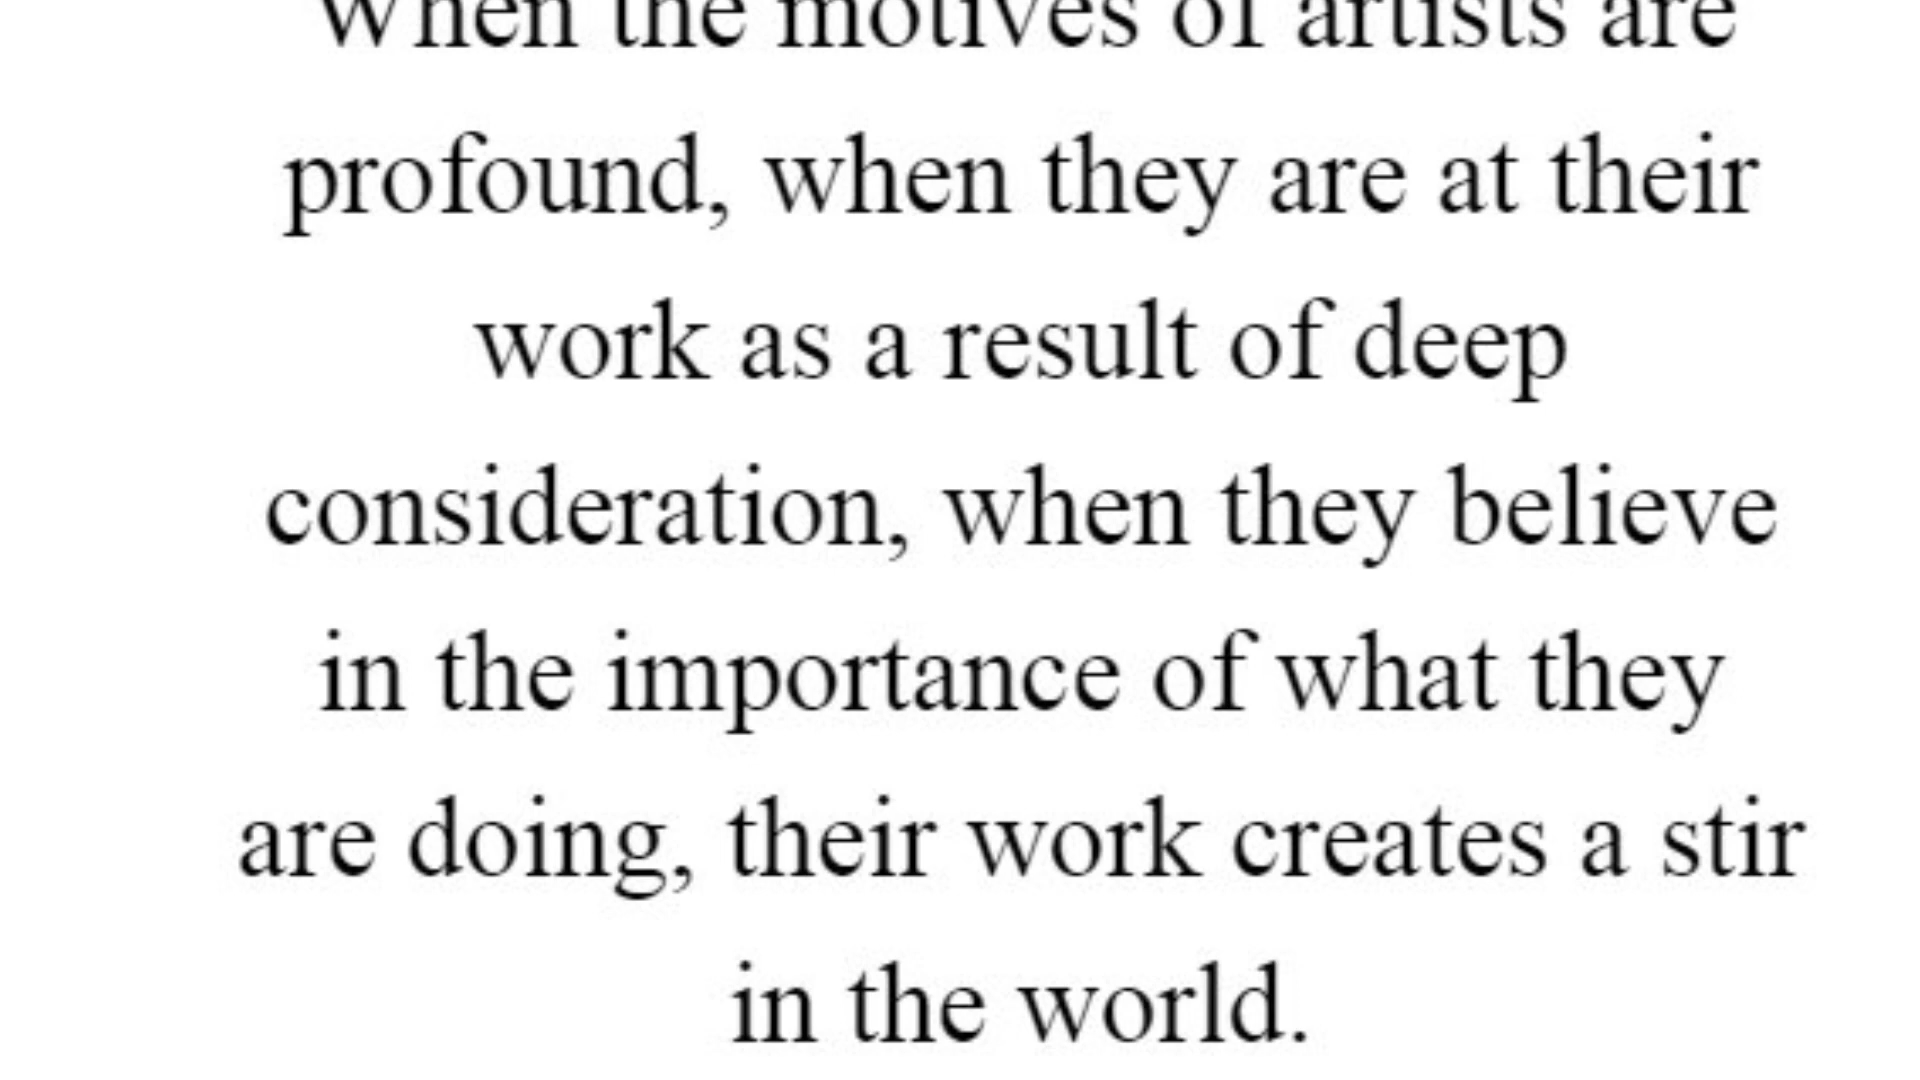 When the motives of artists are
profound, when they are at their
work as a result of deep
consideration, when they believe
in the importance of what they
are doing, their work creates a stir
in the world.